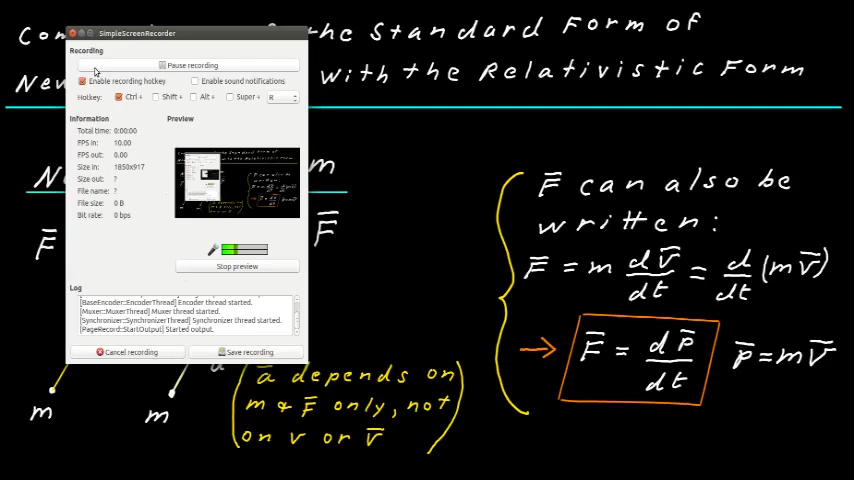 the Standard Form of
with the Relativistic Form
SimpleScreenRecorder
Recording
Pause recording
Enable recording hotkey Enable sound notifications
Hotkey: Ctrl + Shift + Alt + Super + R
Information Preview
Total time: 0:00:00
FPS in: 10.00
FPS out: 0.00
Size in: 1850x917
Size out: ?
File name: ?
File size: 0 B
Bit rate: 0 bps
Stop preview
Log
[BaseEncoder::EncoderThread] Encoder thread started.
[Muxer::MuxerThread] Muxer thread started.
[Synchronizer::SynchronizerThread] Synchronizer thread started.
[PageRecord::StartOutput] Started output.
Cancel recording Save recording
F̅ F̅
m m
a̅ depends on
m & F̅ only, not
on v or v̅
F̅ can also be
written:
F̅ = m dv̅/dt = d/dt (mv̅)
→ F̅ = dp̅/dt p̅=mv̅